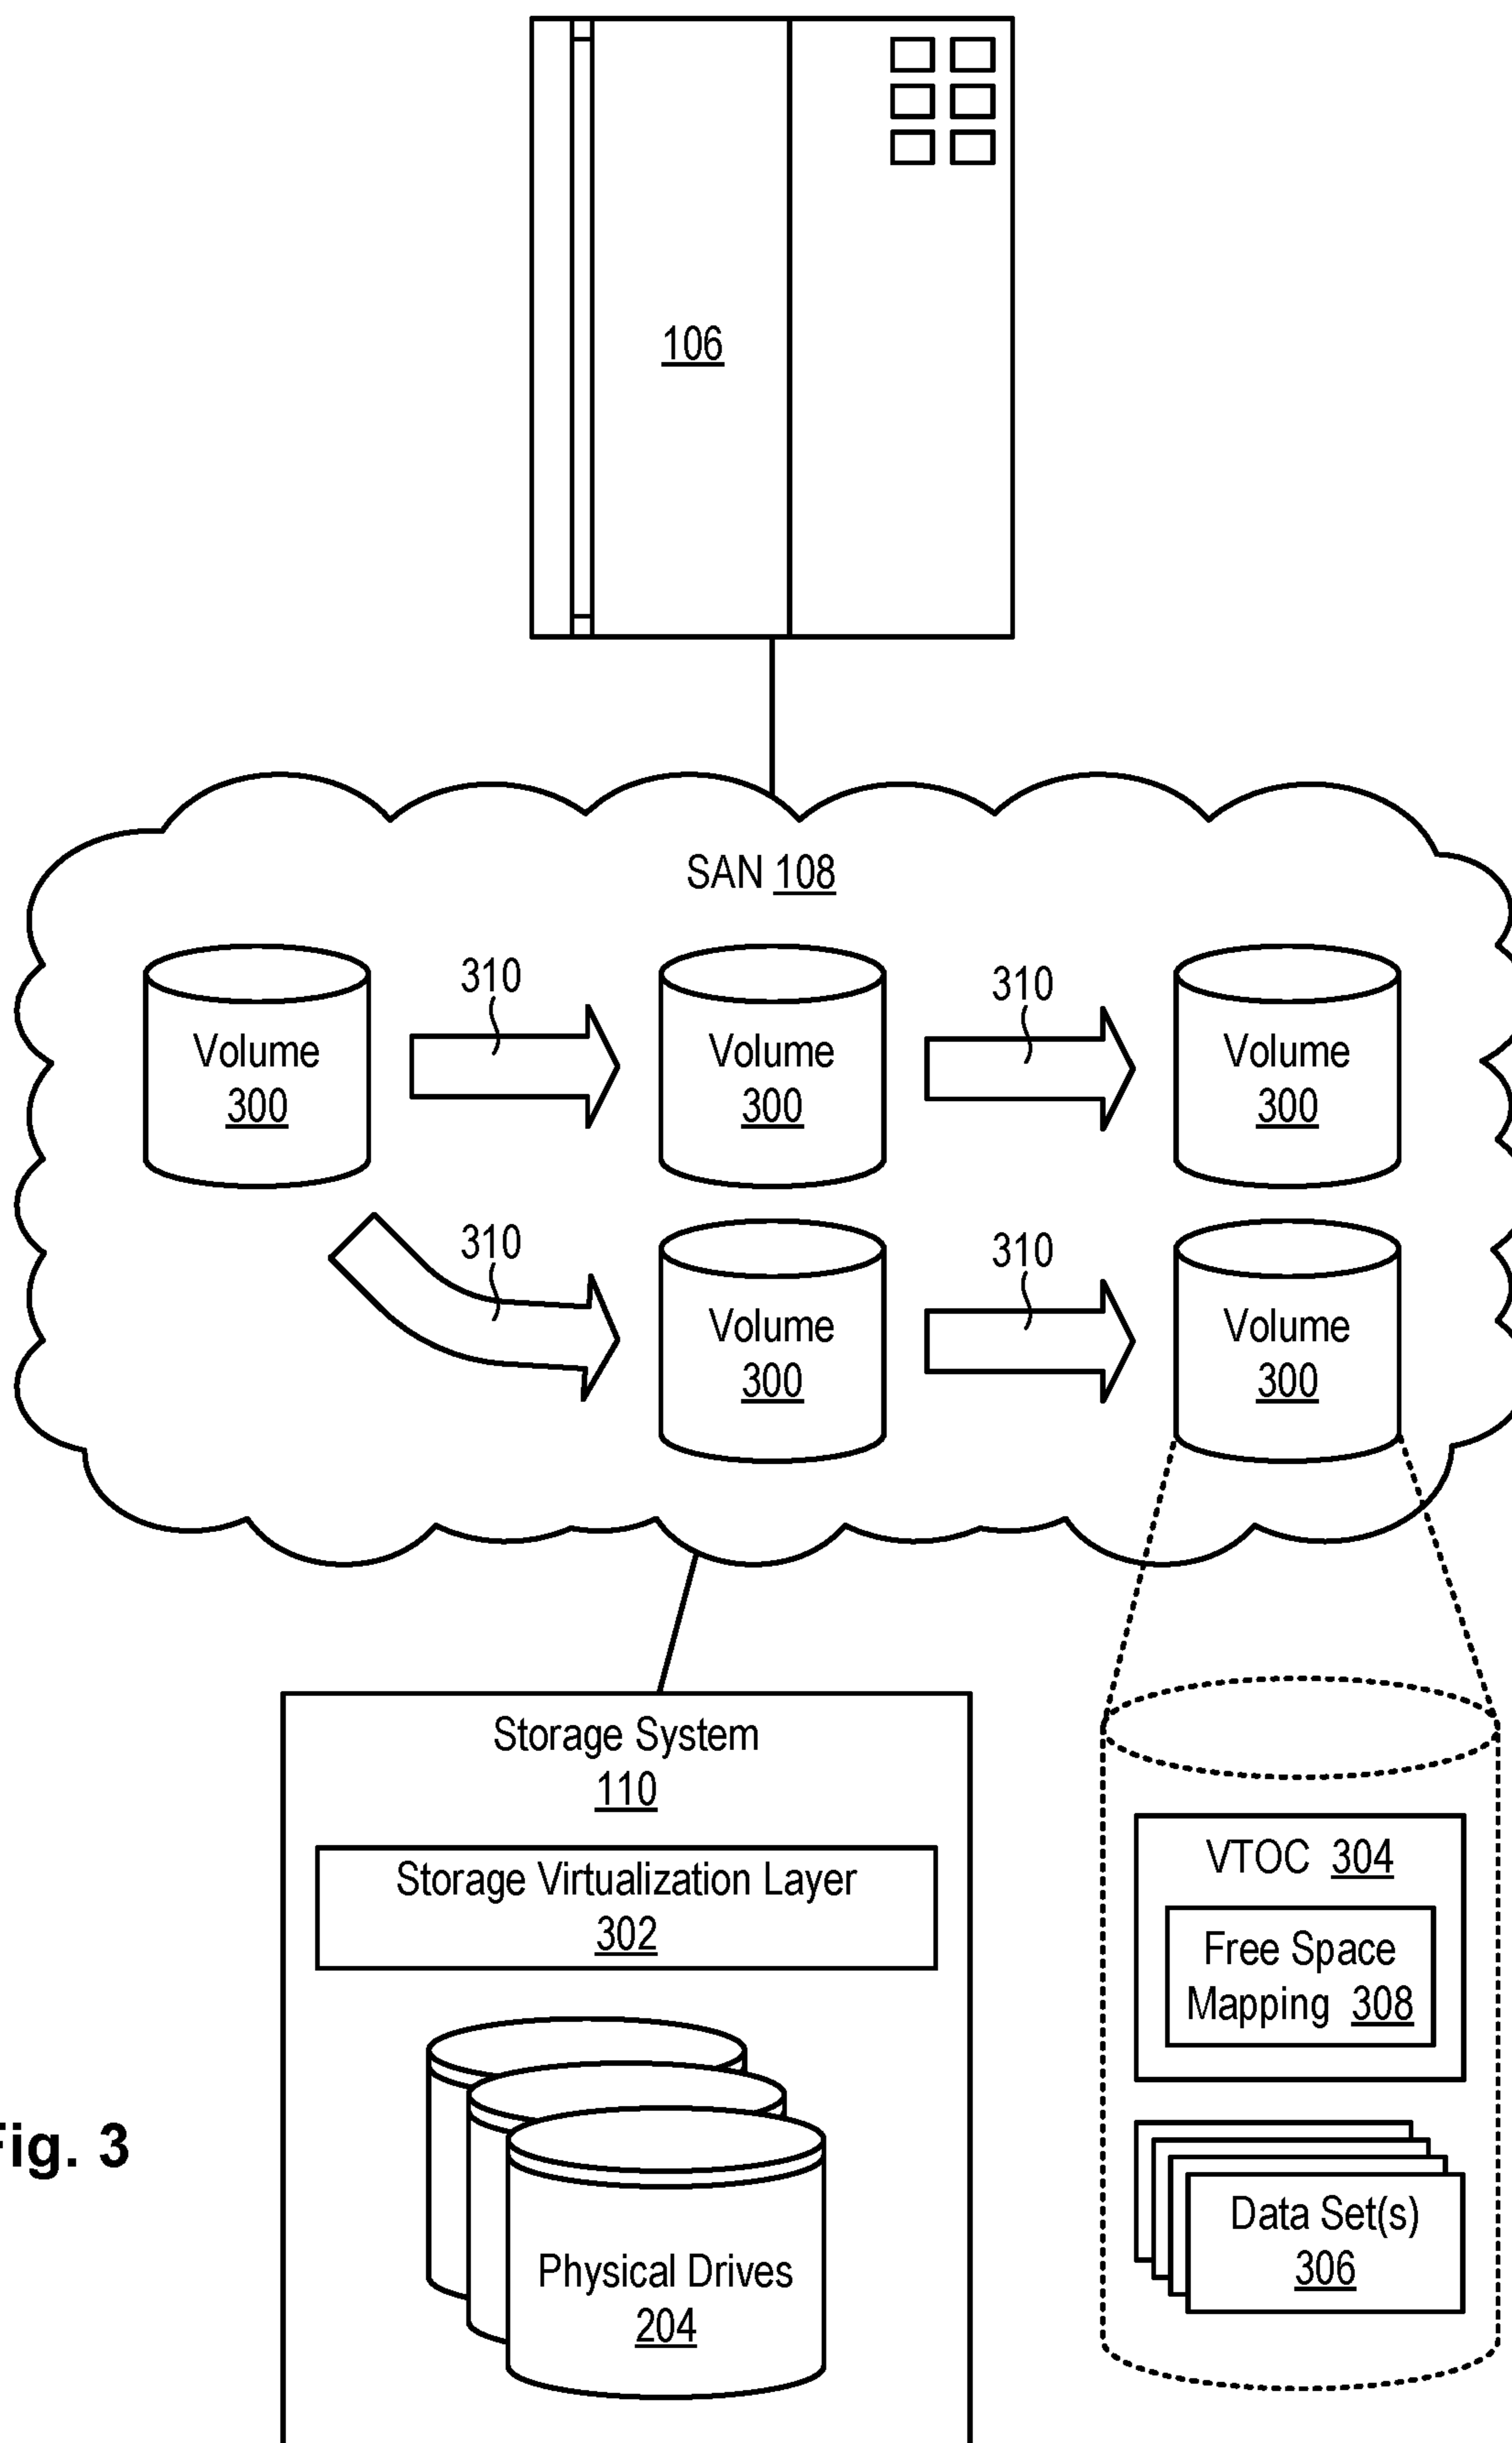 106
SAN 108
310
310
Volume
300
Volume
300
Volume
300
310
310
Volume
300
Volume
300
Storage System
110
Storage Virtualization Layer
302
Physical Drives
204
VTOC 304
Free Space
Mapping 308
Data Set(s)
306
Fig. 3